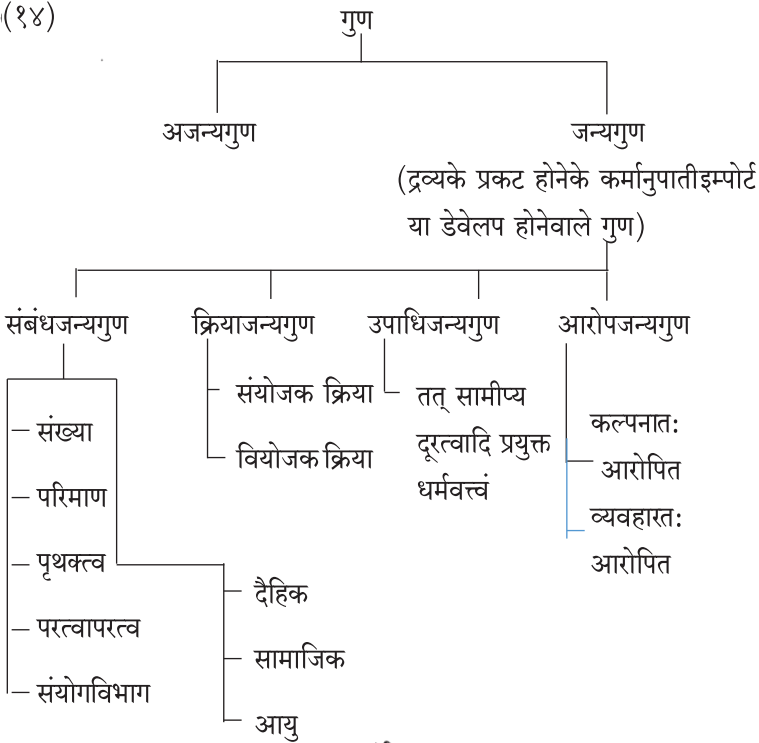 (१४)
गुण
अजन्यगुण
जन्यगुण
(द्रव्यके प्रकट होनेके कर्मानुपातीइम्पोर्ट
या डेवेलप होनेवाले गुण)
संबंधजन्यगुण
क्रियाजन्यगुण
उपाधिजन्यगुण
आरोपजन्यगुण
संख्या
परिमाण
पृथक्त्व
परत्वापरत्व
संयोगविभाग
दैहिक
सामाजिक
आयु
संयोजक क्रिया
वियोजक क्रिया
तत् सामीप्य
दूरत्वादि प्रयुक्त
धर्मवत्त्वं
कल्पनातः
आरोपित
व्यवहारतः
आरोपित